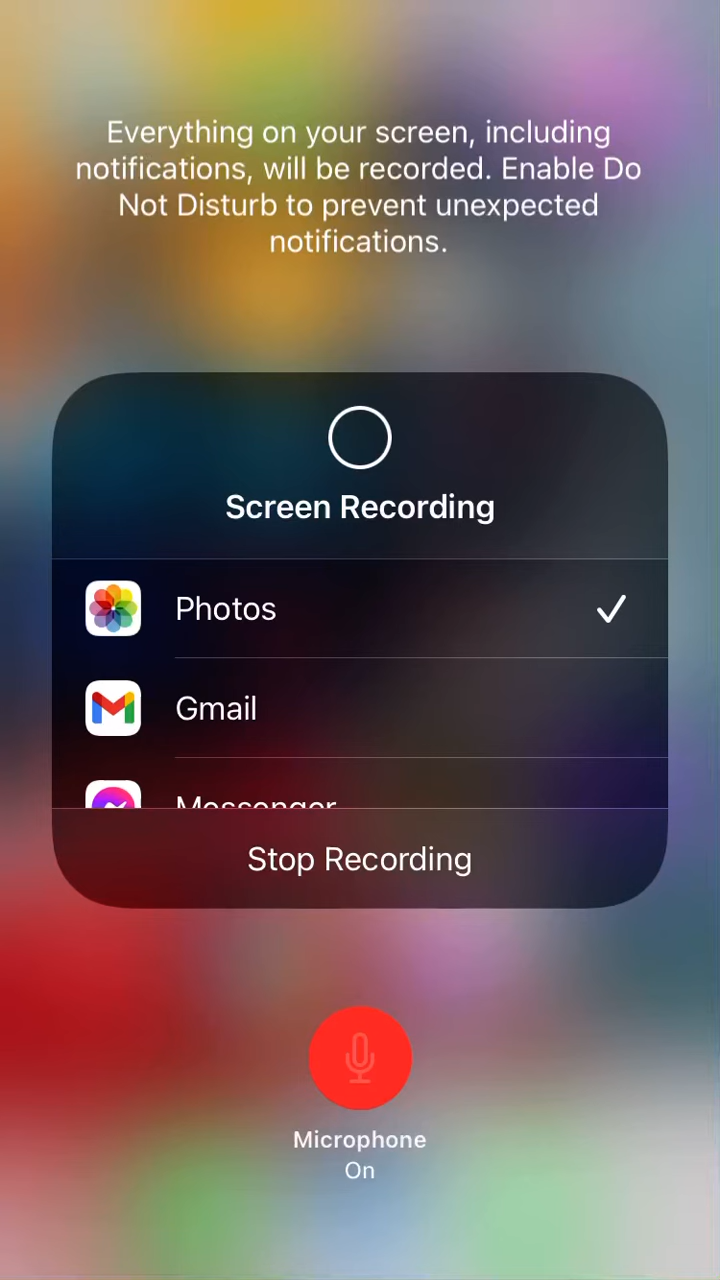 Everything on your screen, including
notifications, will be recorded. Enable Do
Not Disturb to prevent unexpected
notifications.
Screen Recording
Photos
Gmail
Messenger
Stop Recording
Microphone
On